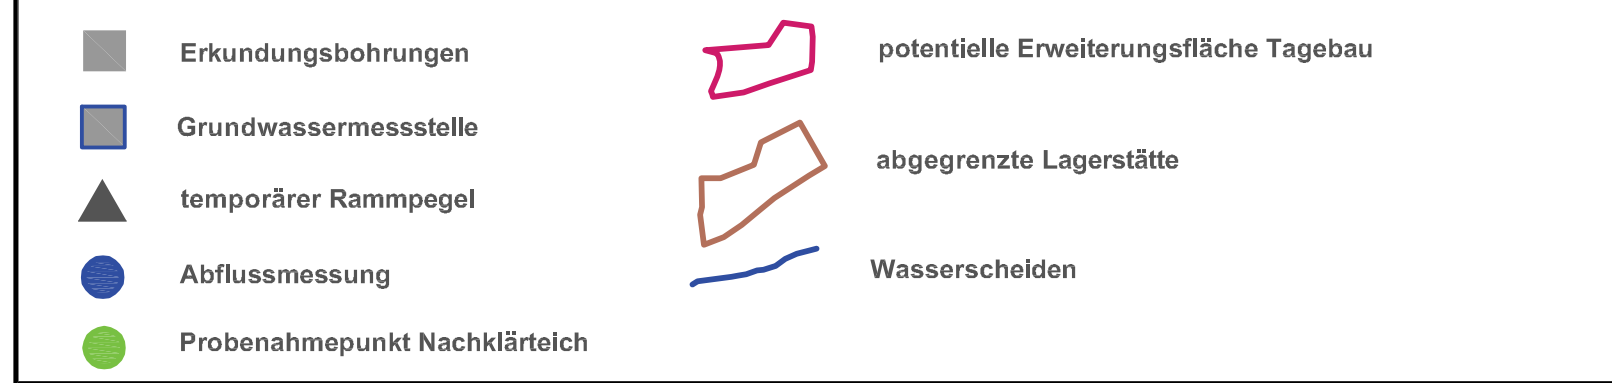 Erkundungsbohrungen
Grundwassermessstelle
temporärer Rammpegel
Abflussmessung
Probenahmepunkt Nachklärteich
potentielle Erweiterungsfläche Tagebau
abgegrenzte Lagerstätte
Wasserscheiden